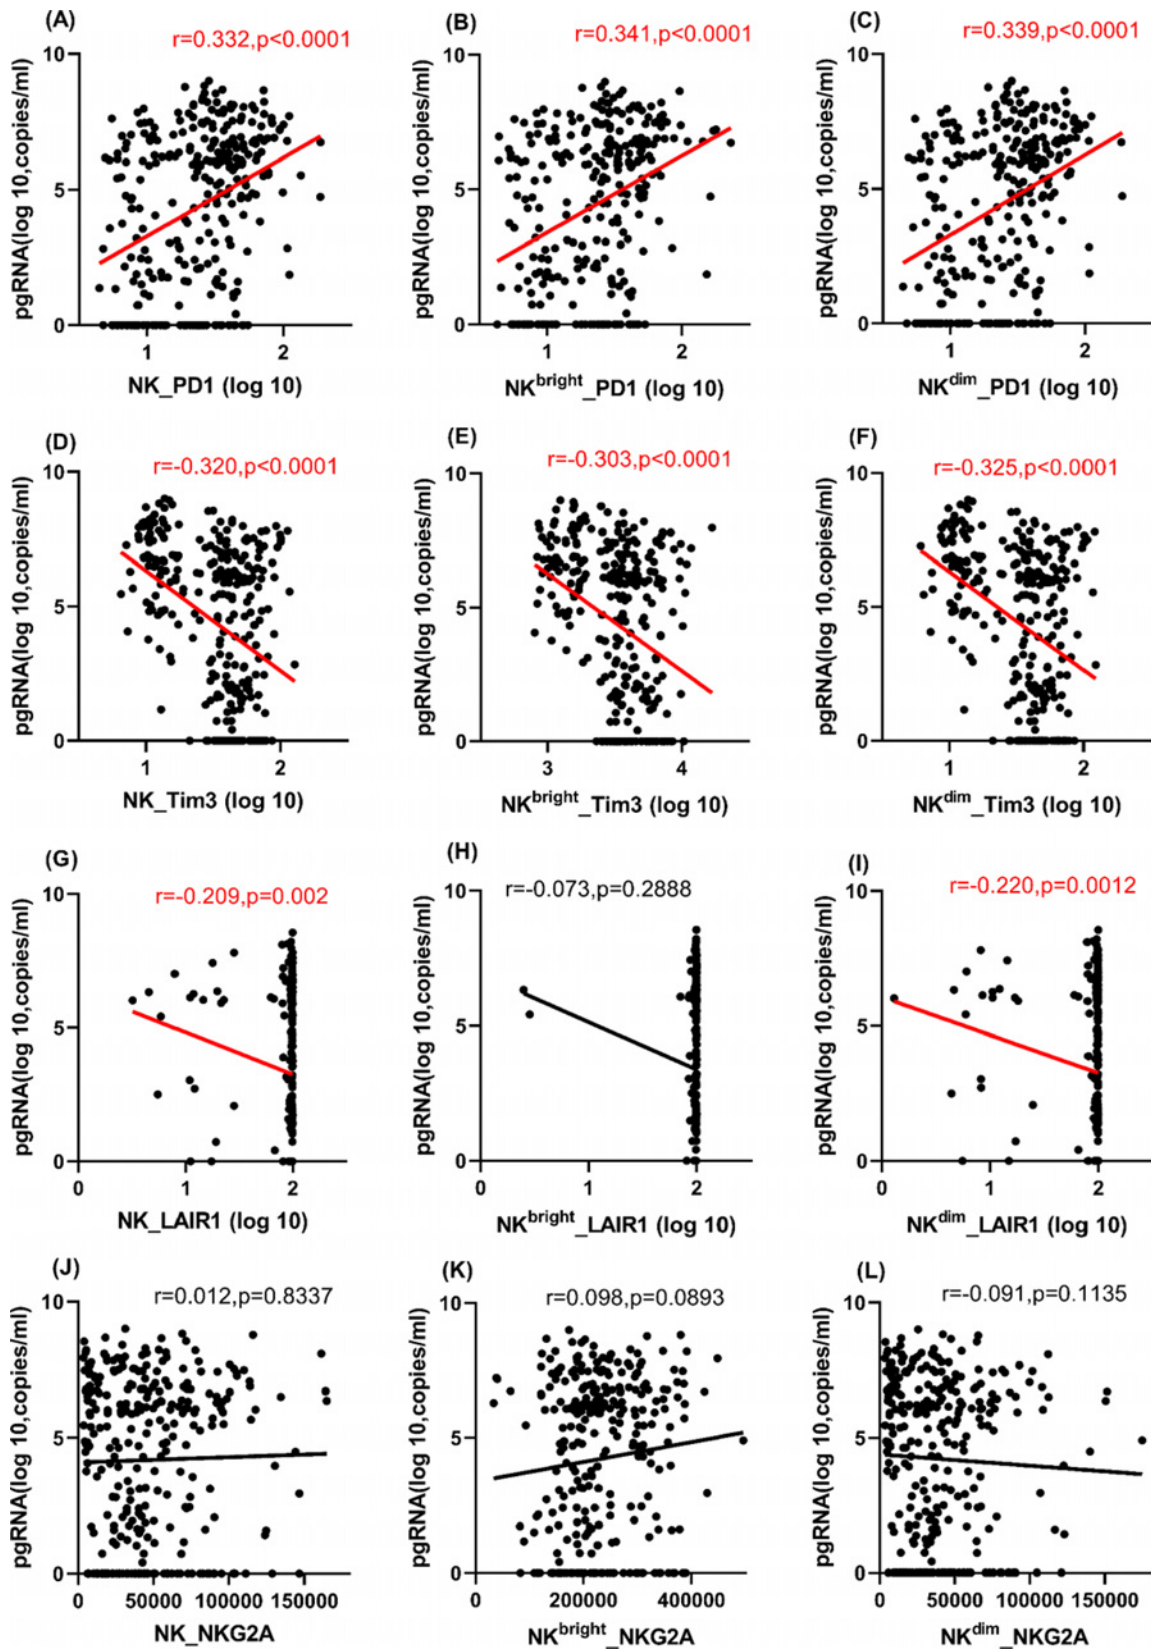 (A)
r=0.332,p<0.0001
pgRNA(log 10,copies/ml)
10
5
0
1 2
NK_PD1 (log 10)
(B)
r=0.341,p<0.0001
pgRNA(log 10,copies/ml)
10
5
0
1 2
NKbright_PD1 (log 10)
(C)
r=0.339,p<0.0001
pgRNA(log 10,copies/ml)
10
5
0
1 2
NKdim_PD1 (log 10)
(D)
r=-0.320,p<0.0001
pgRNA(log 10,copies/ml)
10
5
0
1 2
NK_Tim3 (log 10)
(E)
r=-0.303,p<0.0001
pgRNA(log 10,copies/ml)
10
5
0
3 4
NKbright_Tim3 (log 10)
(F)
r=-0.325,p<0.0001
pgRNA(log 10,copies/ml)
10
5
0
1 2
NKdim_Tim3 (log 10)
(G)
r=-0.209,p=0.002
pgRNA(log 10,copies/ml)
10
5
0
0 1 2
NK_LAIR1 (log 10)
(H)
r=-0.073,p=0.2888
pgRNA(log 10,copies/ml)
10
5
0
0 1 2
NKbright_LAIR1 (log 10)
(I)
r=-0.220,p=0.0012
pgRNA(log 10,copies/ml)
10
5
0
0 1 2
NKdim_LAIR1 (log 10)
(J)
r=0.012,p=0.8337
pgRNA(log 10,copies/ml)
10
5
0
0 50000 100000 150000
NK_NKG2A
(K)
r=0.098,p=0.0893
pgRNA(log 10,copies/ml)
10
5
0
0 200000 400000
NKbright_NKG2A
(L)
r=-0.091,p=0.1135
pgRNA(log 10,copies/ml)
10
5
0
0 50000 100000 150000
NKdim_NKG2A